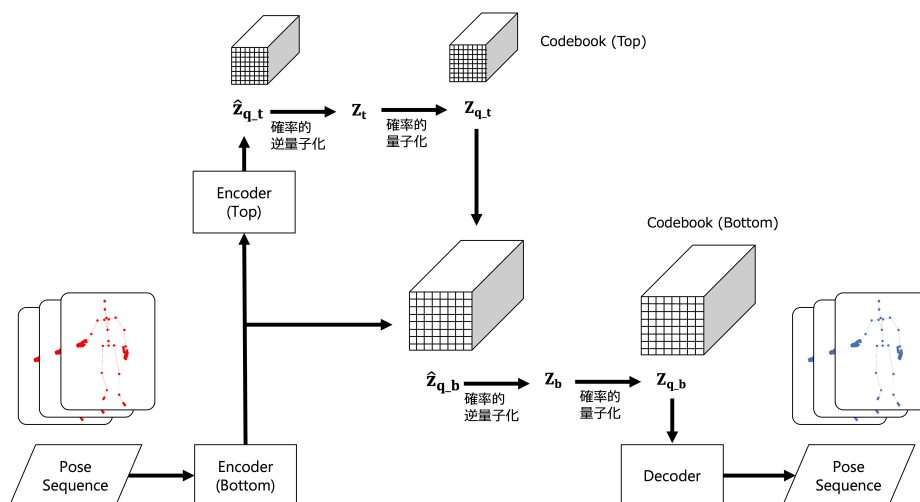 Codebook (Top)
ẑq_t
確率的
逆量子化
Zt
確率的
量子化
Zq_t
Encoder
(Top)
Codebook (Bottom)
ẑq_b
確率的
逆量子化
Zb
確率的
量子化
Zq_b
Pose
Sequence
Encoder
(Bottom)
Decoder
Pose
Sequence